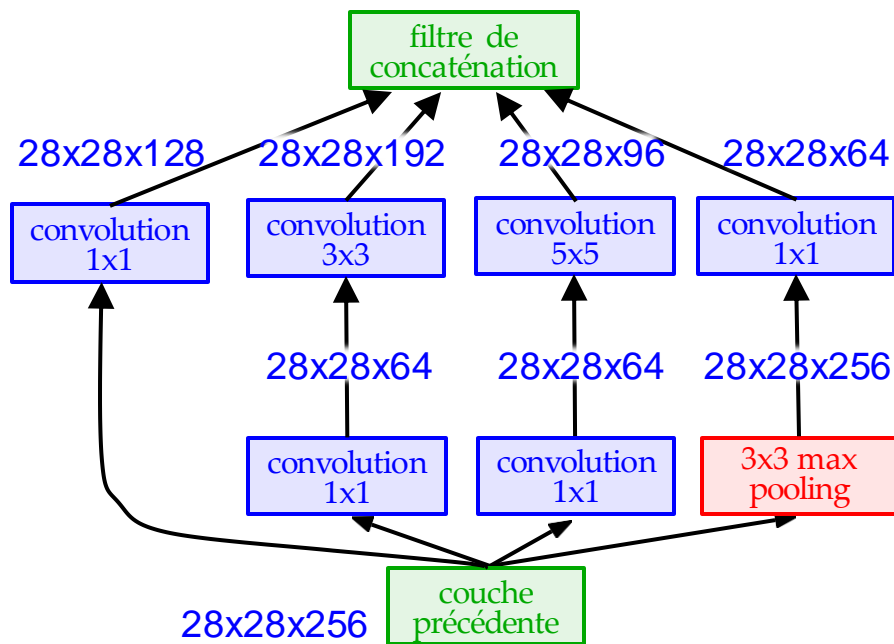 filtre de
concaténation
28x28x128 28x28x192 28x28x96 28x28x64
convolution
1x1
convolution
3x3
convolution
5x5
convolution
1x1
28x28x64 28x28x64 28x28x256
convolution
1x1
convolution
1x1
3x3 max
pooling
couche
précédente
28x28x256